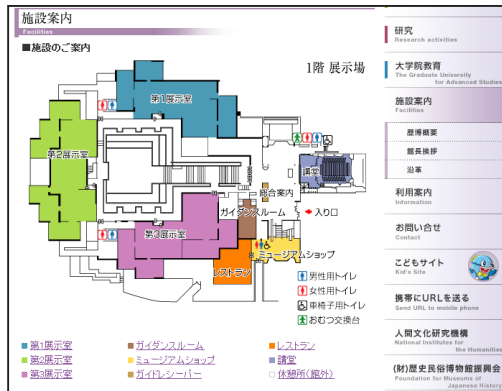 施設案内
Facilities
■施設のご案内
1階 展示場
第1展示室
第2展示室
第3展示室
講堂
総合案内
ガイダンスルーム
入り口
ミュージアムショップ
レストラン
男性用トイレ
女性用トイレ
車椅子用トイレ
おむつ交換台
第1展示室
ガイダンスルーム
レストラン
第2展示室
ミュージアムショップ
講堂
第3展示室
ガイドレシーバー
休憩所(館外)
研究
Research activities
大学院教育
The Graduate University
for Advanced Studies
施設案内
Facilities
歴博概要
館長挨拶
沿革
利用案内
Information
お問い合せ
Contact
こどもサイト
Kid's Site
携帯にURLを送る
Send URL to mobile phone
人間文化研究機構
National Institutes for
the Humanities
(財)歴史民俗博物館振興会
Foundation for Museums of
Japanese History